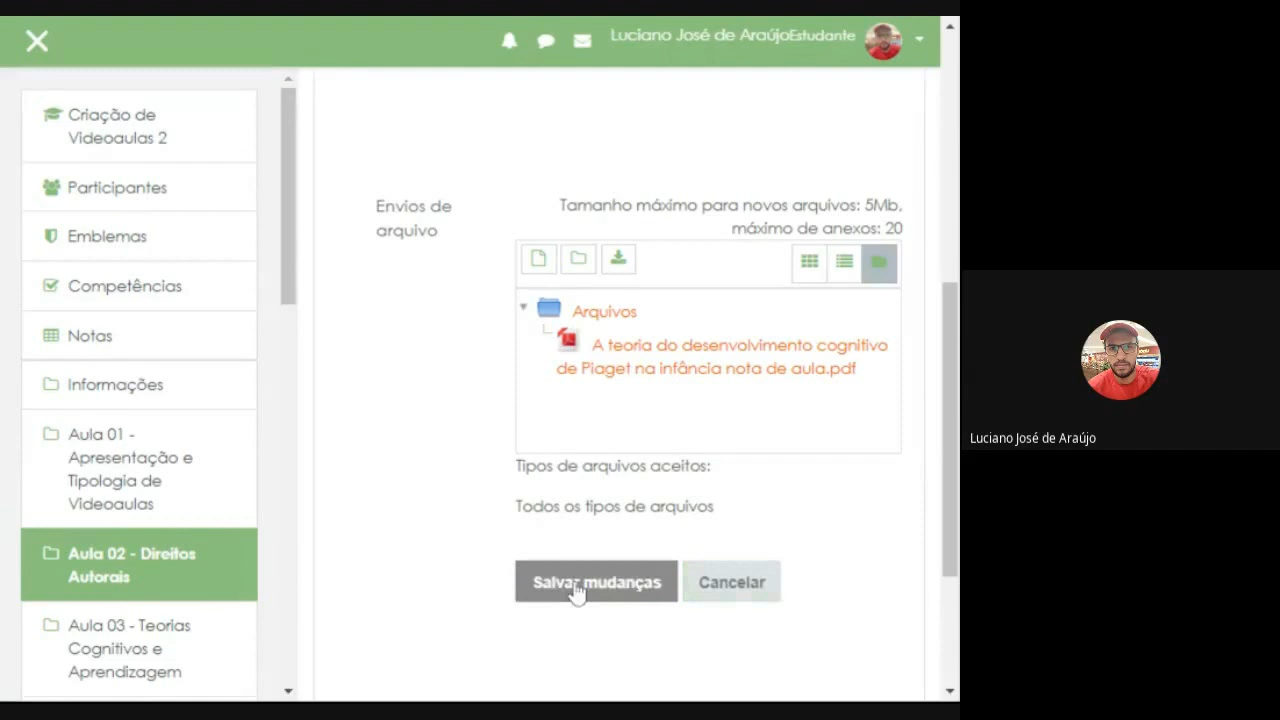 Luciano José de AraújoEstudante
Criação de
Videoaulas 2
Participantes
Emblemas
Competências
Notas
Informações
Aula 01 -
Apresentação e
Tipologia de
Videoaulas
Aula 02 - Direitos
Autorais
Aula 03 - Teorias
Cognitivos e
Aprendizagem
Envios de
arquivo
Tamanho máximo para novos arquivos: 5Mb,
máximo de anexos: 20
Arquivos
A teoria do desenvolvimento cognitivo
de Piaget na infância nota de aula.pdf
Tipos de arquivos aceitos:
Todos os tipos de arquivos
Salvar mudanças
Cancelar
Luciano José de Araújo